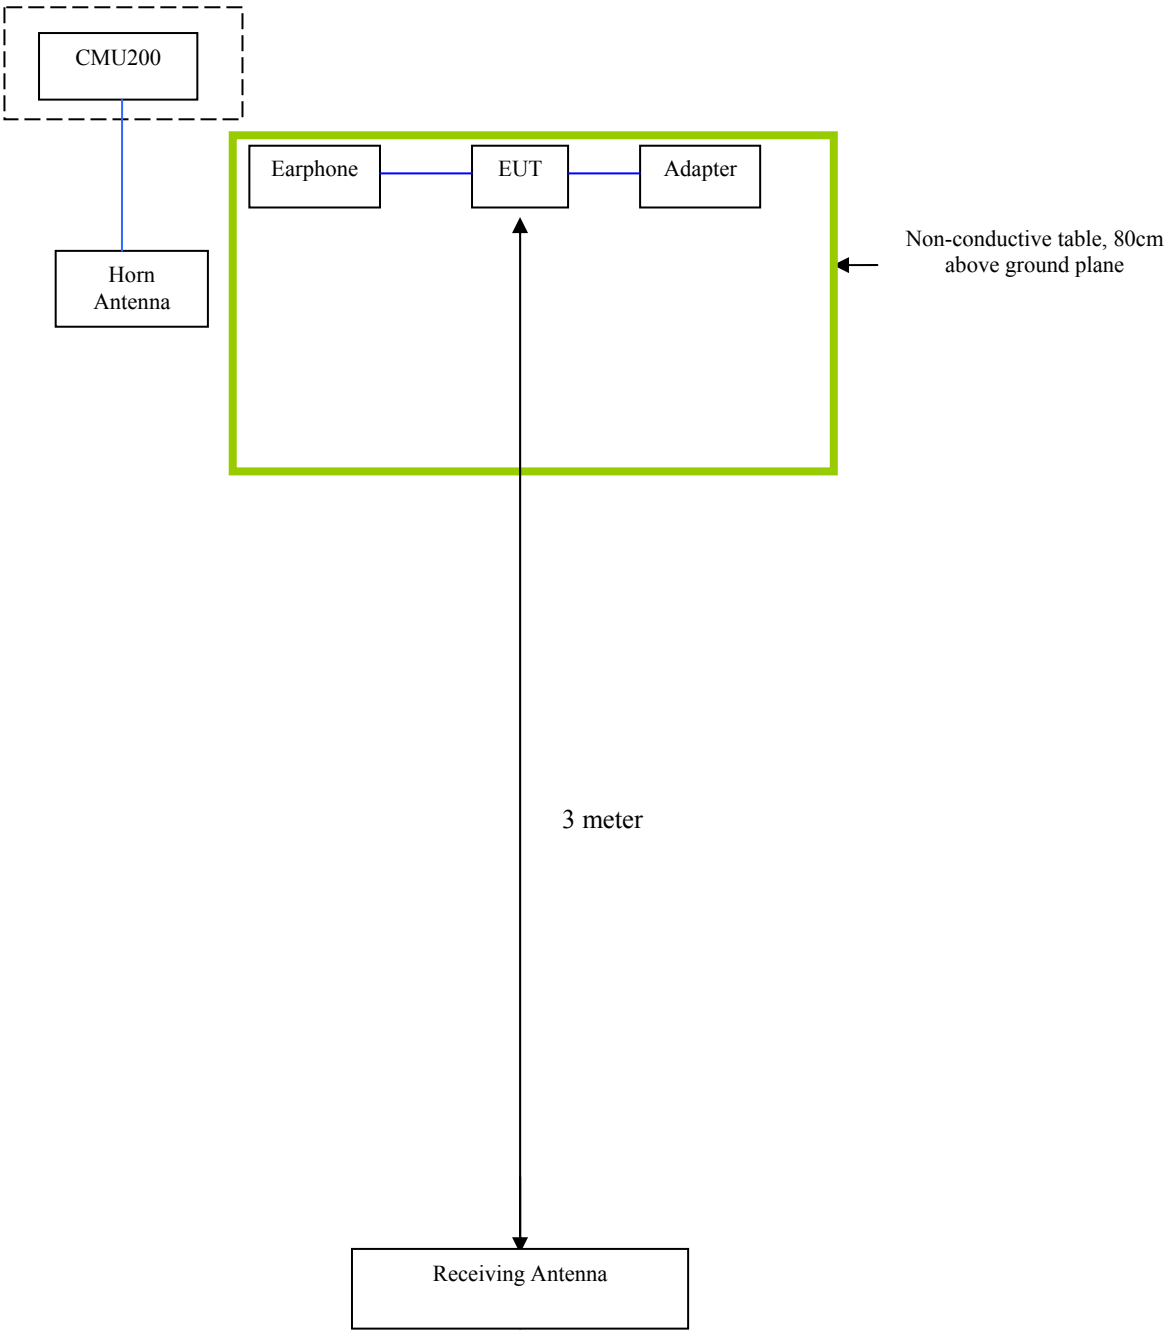 CMU200
Earphone
EUT
Adapter
Non-conductive table, 80cm
above ground plane
Horn
Antenna
3 meter
Receiving Antenna